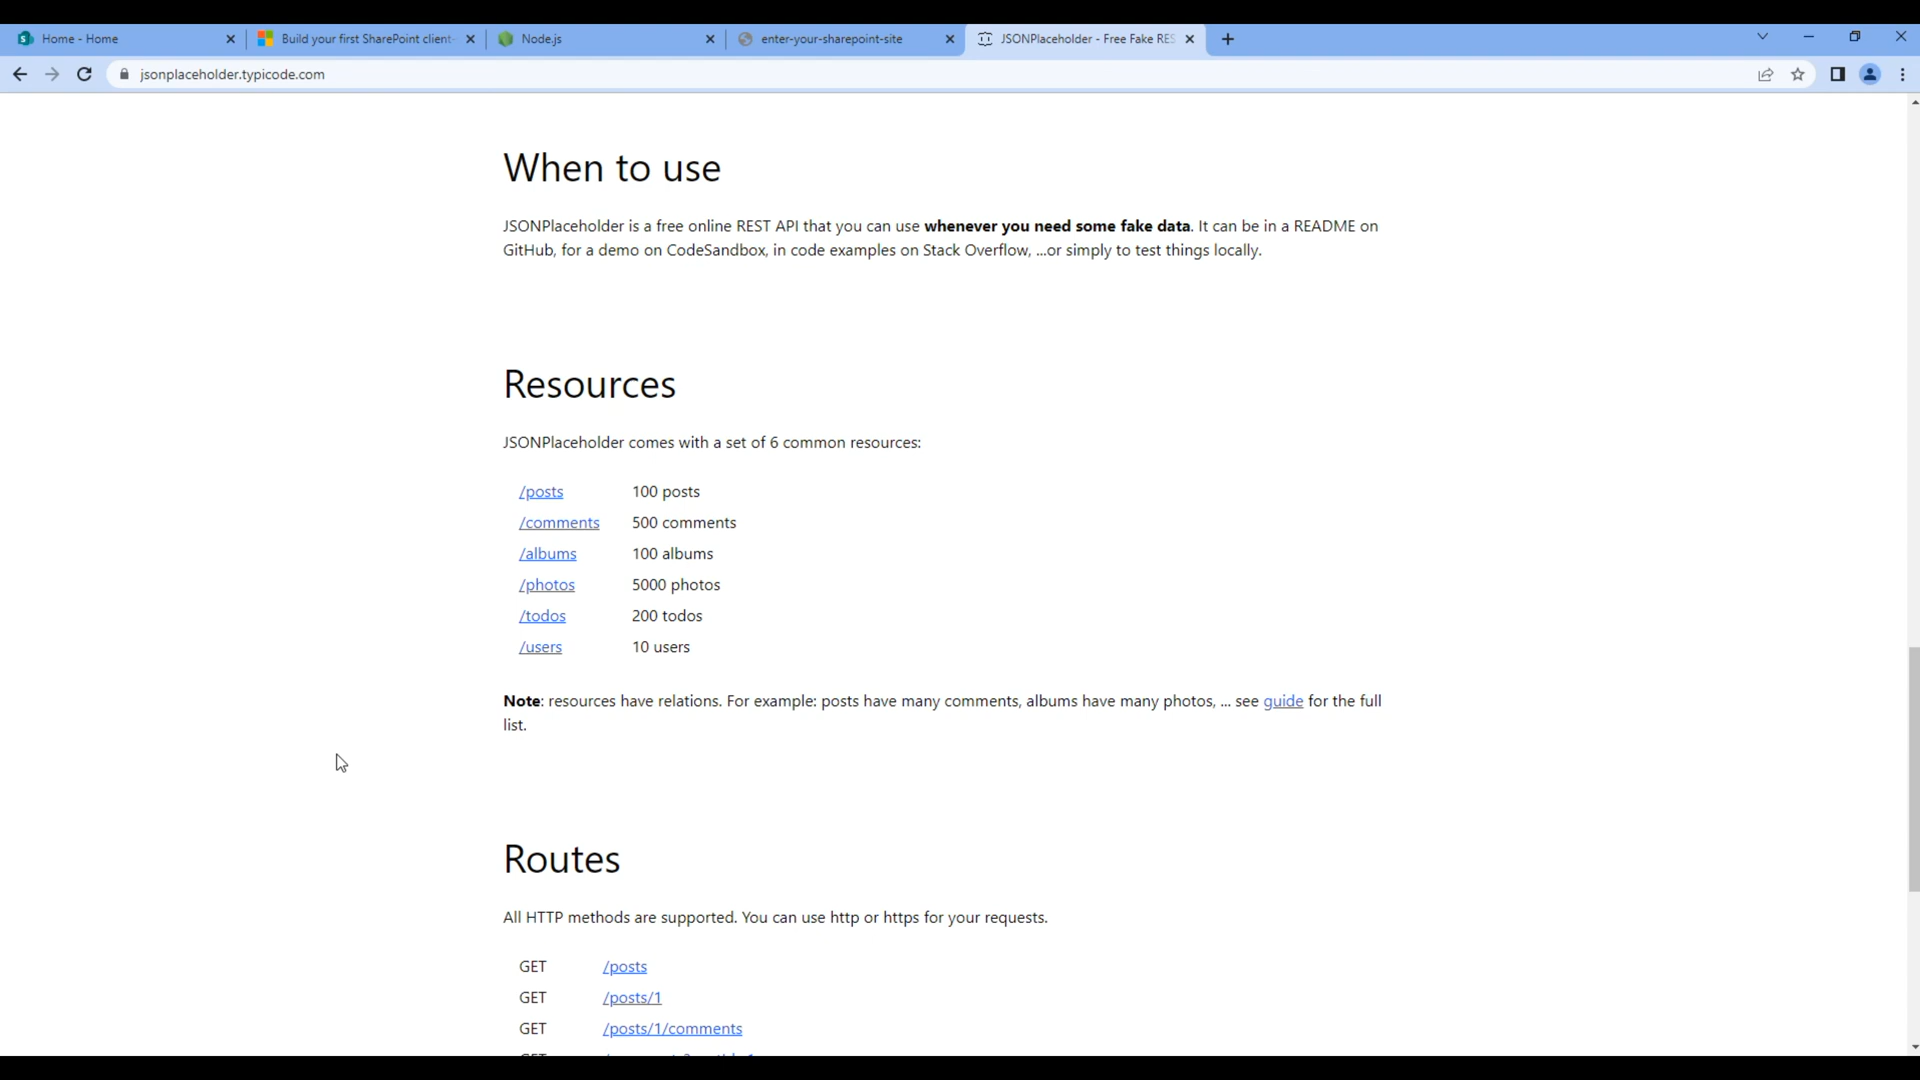 Home - Home
Build your first SharePoint client-
Node.js
enter-your-sharepoint-site
JSONPlaceholder - Free Fake RES
jsonplaceholder.typicode.com
When to use
JSONPlaceholder is a free online REST API that you can use whenever you need some fake data. It can be in a README on
GitHub, for a demo on CodeSandbox, in code examples on Stack Overflow, ...or simply to test things locally.
Resources
JSONPlaceholder comes with a set of 6 common resources:
/posts 100 posts
/comments 500 comments
/albums 100 albums
/photos 5000 photos
/todos 200 todos
/users 10 users
Note: resources have relations. For example: posts have many comments, albums have many photos, ... see guide for the full
list.
Routes
All HTTP methods are supported. You can use http or https for your requests.
GET /posts
GET /posts/1
GET /posts/1/comments